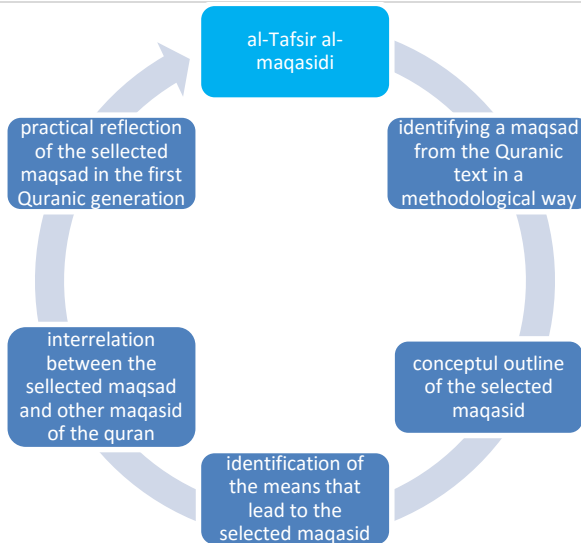 al-Tafsir al-
maqasidi
identifying a maqsad
from the Quranic
text in a
methodological way
conceptul outline
of the selected
maqasid
identification of
the means that
lead to the
selected maqasid
interrelation
between the
sellected maqsad
and other maqasid
of the quran
practical reflection
of the sellected
maqsad in the first
Quranic generation